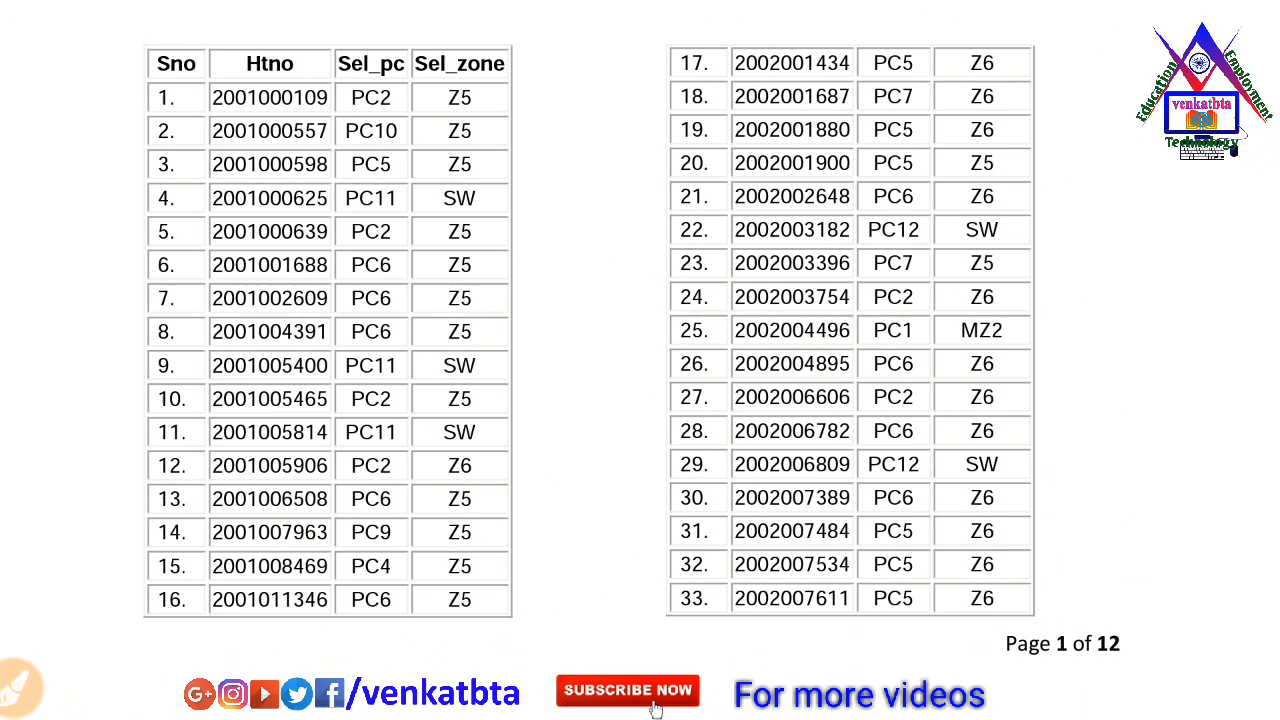 Sno Htno Sel_pc Sel_zone
1. 2001000109 PC2 Z5
2. 2001000557 PC10 Z5
3. 2001000598 PC5 Z5
4. 2001000625 PC11 SW
5. 2001000639 PC2 Z5
6. 2001001688 PC6 Z5
7. 2001002609 PC6 Z5
8. 2001004391 PC6 Z5
9. 2001005400 PC11 SW
10. 2001005465 PC2 Z5
11. 2001005814 PC11 SW
12. 2001005906 PC2 Z6
13. 2001006508 PC6 Z5
14. 2001007963 PC9 Z5
15. 2001008469 PC4 Z5
16. 2001011346 PC6 Z5
17. 2002001434 PC5 Z6
18. 2002001687 PC7 Z6
19. 2002001880 PC5 Z6
20. 2002001900 PC5 Z5
21. 2002002648 PC6 Z6
22. 2002003182 PC12 SW
23. 2002003396 PC7 Z5
24. 2002003754 PC2 Z6
25. 2002004496 PC1 MZ2
26. 2002004895 PC6 Z6
27. 2002006606 PC2 Z6
28. 2002006782 PC6 Z6
29. 2002006809 PC12 SW
30. 2002007389 PC6 Z6
31. 2002007484 PC5 Z6
32. 2002007534 PC5 Z6
33. 2002007611 PC5 Z6
Education
Employment
venkatbta
Technology
Page 1 of 12
G+ f/venkatbta
SUBSCRIBE NOW
For more videos